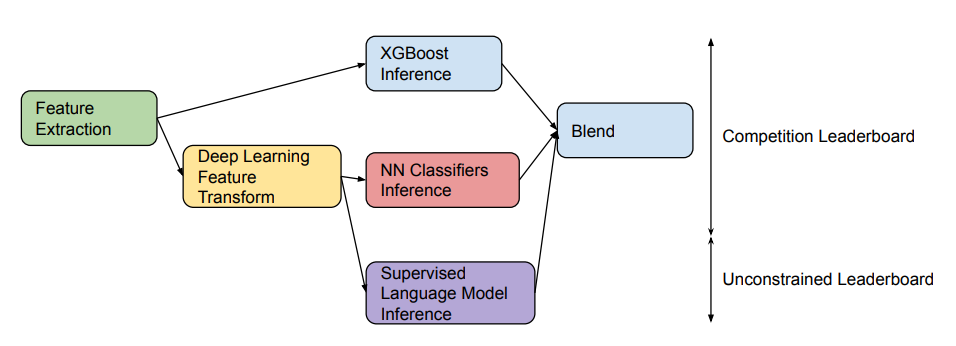 Feature
Extraction
Deep Learning
Feature
Transform
XGBoost
Inference
NN Classifiers
Inference
Supervised
Language Model
Inference
Blend
Competition Leaderboard
Unconstrained Leaderboard